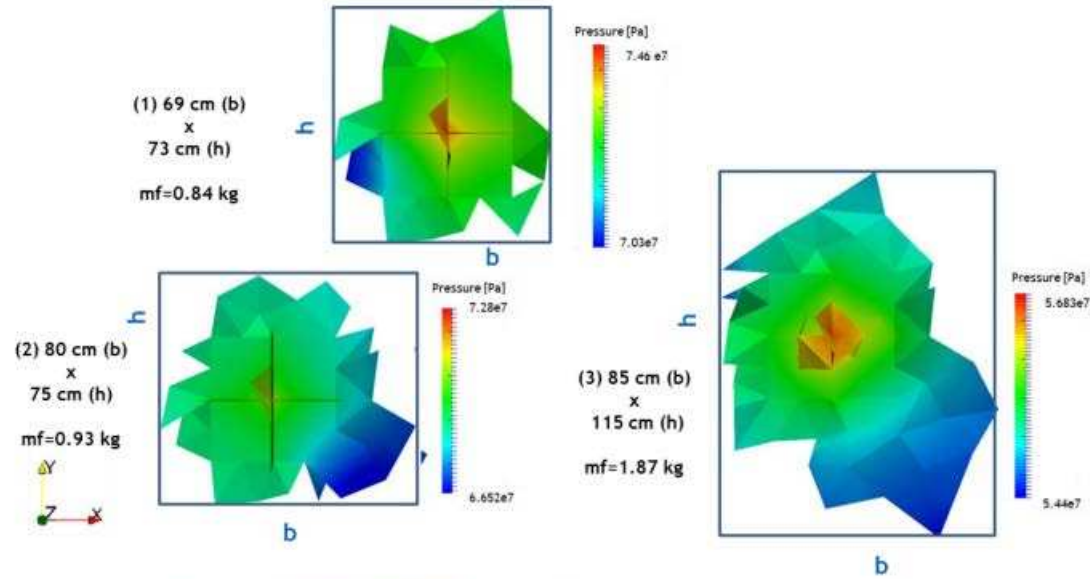 (1) 69 cm (b)
x
73 cm (h)
mf=0.84 kg
h
b
Pressure [Pa]
7.46 e7
7.03e7
(2) 80 cm (b)
x
75 cm (h)
mf=0.93 kg
h
b
Pressure [Pa]
7.28e7
6.652e7
Y
Z
X
(3) 85 cm (b)
x
115 cm (h)
mf=1.87 kg
h
b
Pressure [Pa]
5.683e7
5.44e7